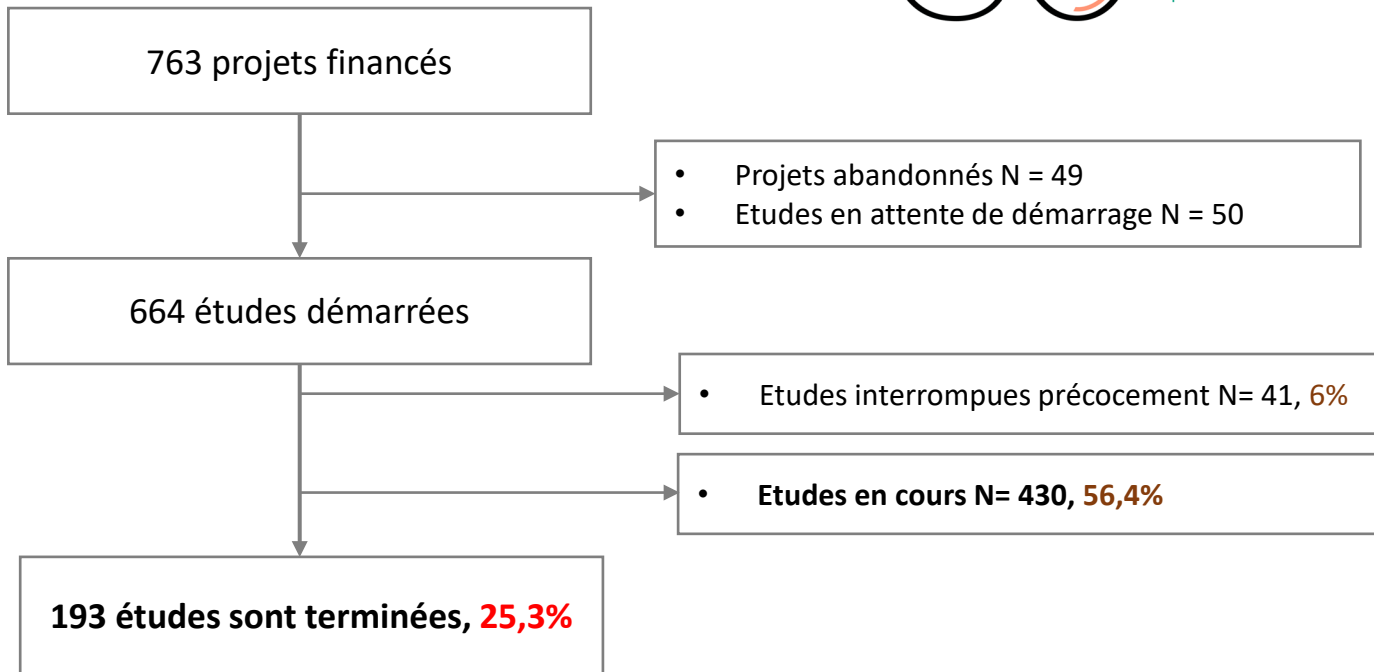 763 projets financés
• Projets abandonnés N = 49
• Etudes en attente de démarrage N = 50
664 études démarrées
• Etudes interrompues précocement N= 41, 6%
• Etudes en cours N= 430, 56,4%
193 études sont terminées, 25,3%